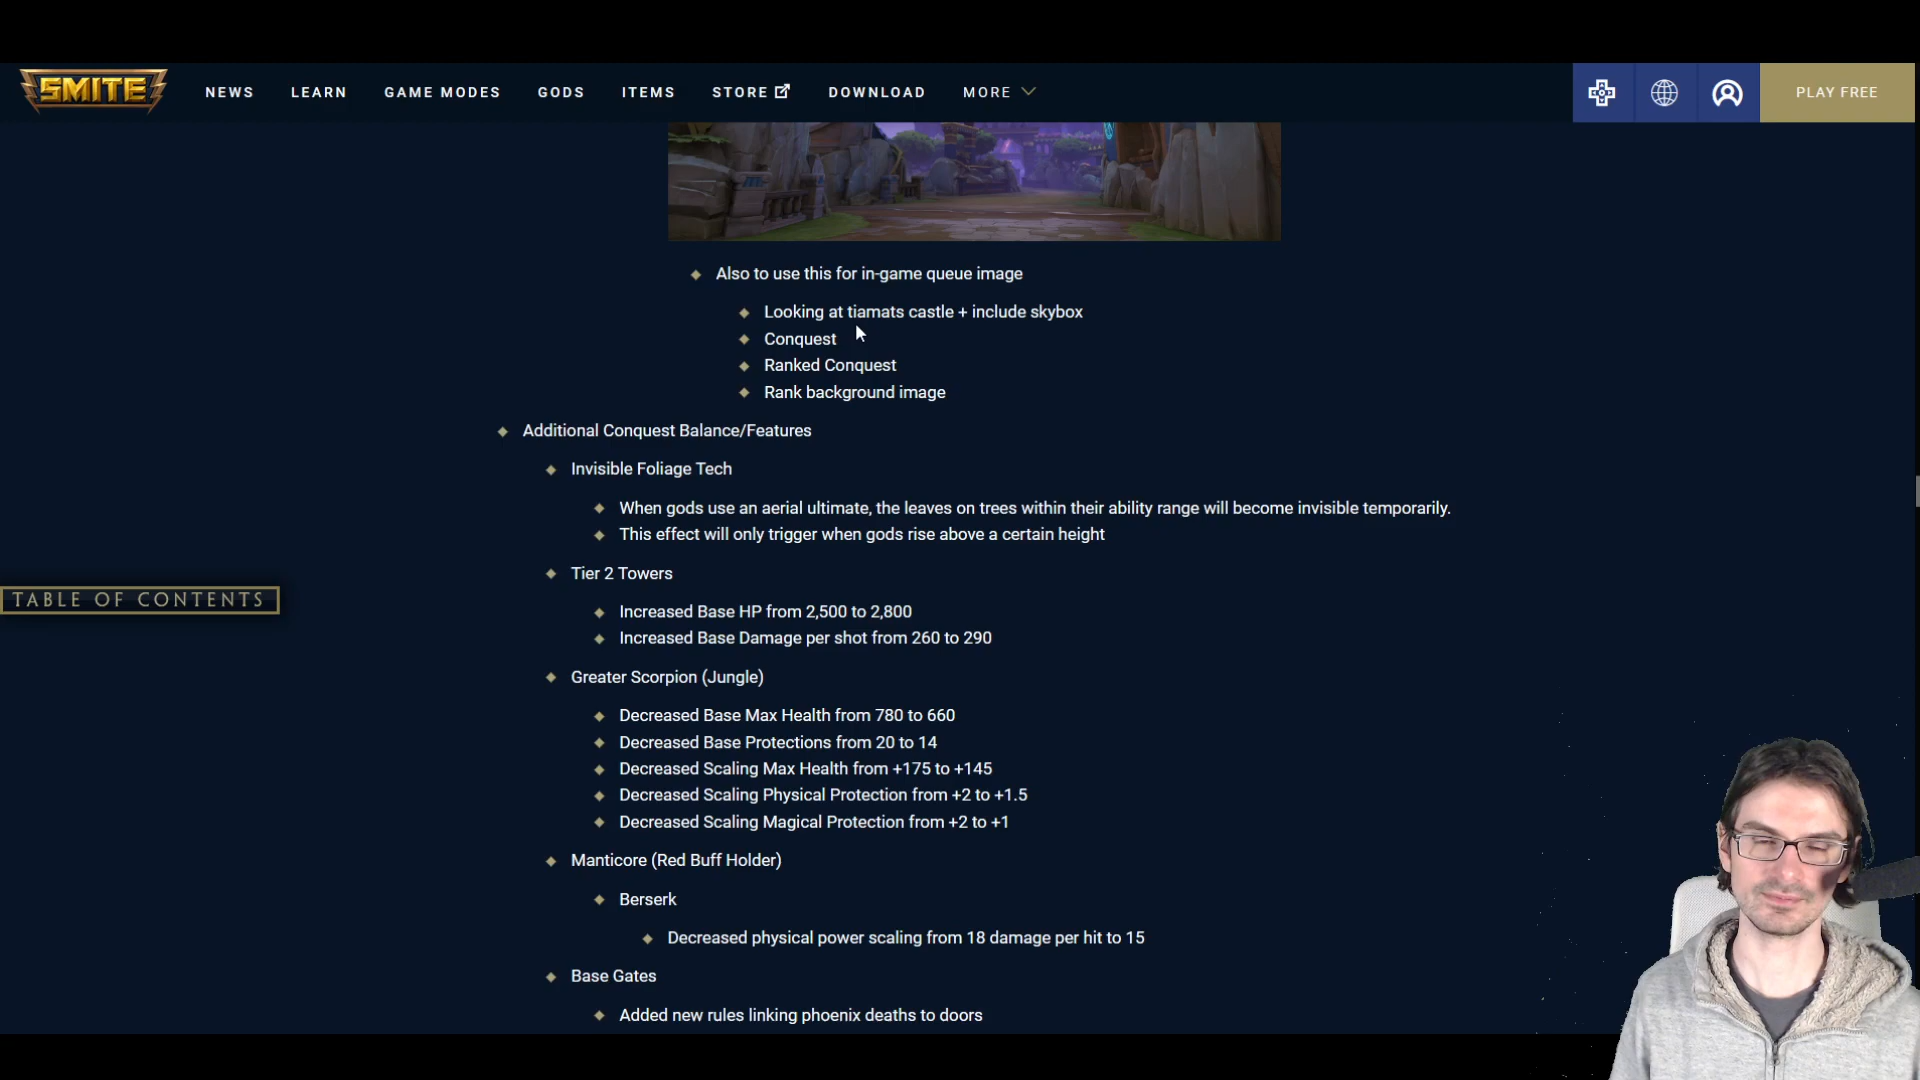 SMITE
NEWS LEARN GAME MODES GODS ITEMS STORE DOWNLOAD MORE PLAY FREE
Also to use this for in-game queue image
Looking at tiamats castle + include skybox
Conquest
Ranked Conquest
Rank background image
Additional Conquest Balance/Features
Invisible Foliage Tech
When gods use an aerial ultimate, the leaves on trees within their ability range will become invisible temporarily.
This effect will only trigger when gods rise above a certain height
Tier 2 Towers
TABLE OF CONTENTS
Increased Base HP from 2,500 to 2,800
Increased Base Damage per shot from 260 to 290
Greater Scorpion (Jungle)
Decreased Base Max Health from 780 to 660
Decreased Base Protections from 20 to 14
Decreased Scaling Max Health from +175 to +145
Decreased Scaling Physical Protection from +2 to +1.5
Decreased Scaling Magical Protection from +2 to +1
Manticore (Red Buff Holder)
Berserk
Decreased physical power scaling from 18 damage per hit to 15
Base Gates
Added new rules linking phoenix deaths to doors